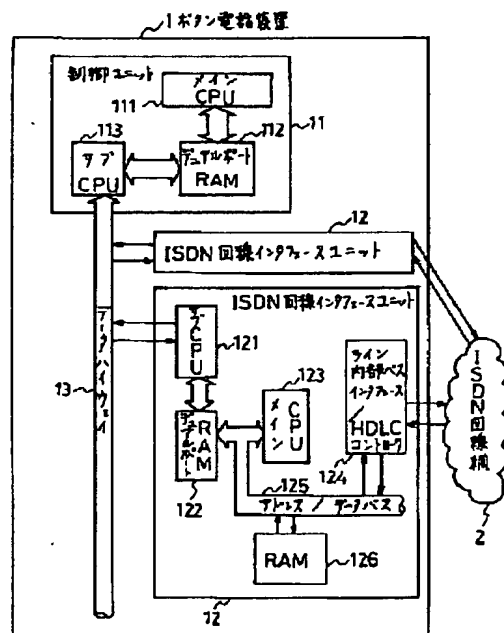 1 ボタン電話装置
制御ユニット
メイン
CPU
111
11
113
112
サブ
CPU
デュアルポート
RAM
12
ISDN回線インタフェースユニット
ISDN回線インタフェースユニット
サブ
CPU
121
123
メイン
CPU
ライン
内部バス
インタフェース/
HDLC
コントローラ
124
デュアルポート
RAM
122
125
アドレス/データバス
RAM
126
12
データハイウェイ
13
ISDN回線網
2